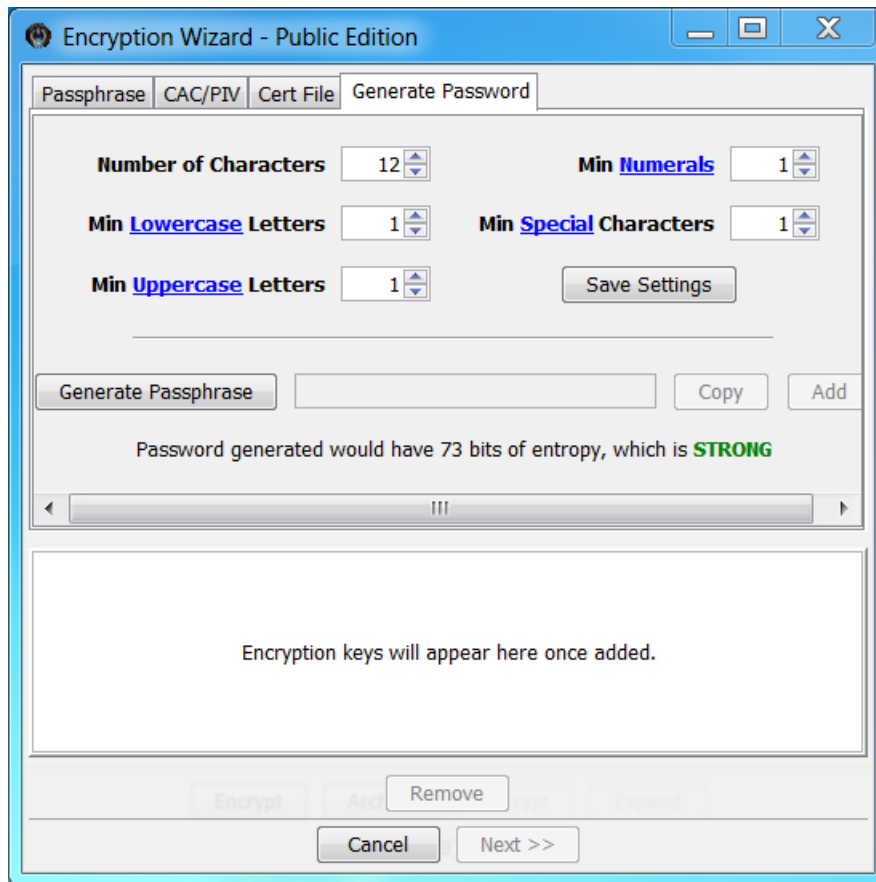 Encryption Wizard - Public Edition
Passphrase CAC/PIV Cert File Generate Password
Number of Characters 12 Min Numerals 1
Min Lowercase Letters 1 Min Special Characters 1
Min Uppercase Letters 1 Save Settings
Generate Passphrase Copy Add
Password generated would have 73 bits of entropy, which is STRONG
Encryption keys will appear here once added.
Encrypt Remove Expand
Cancel Next >>